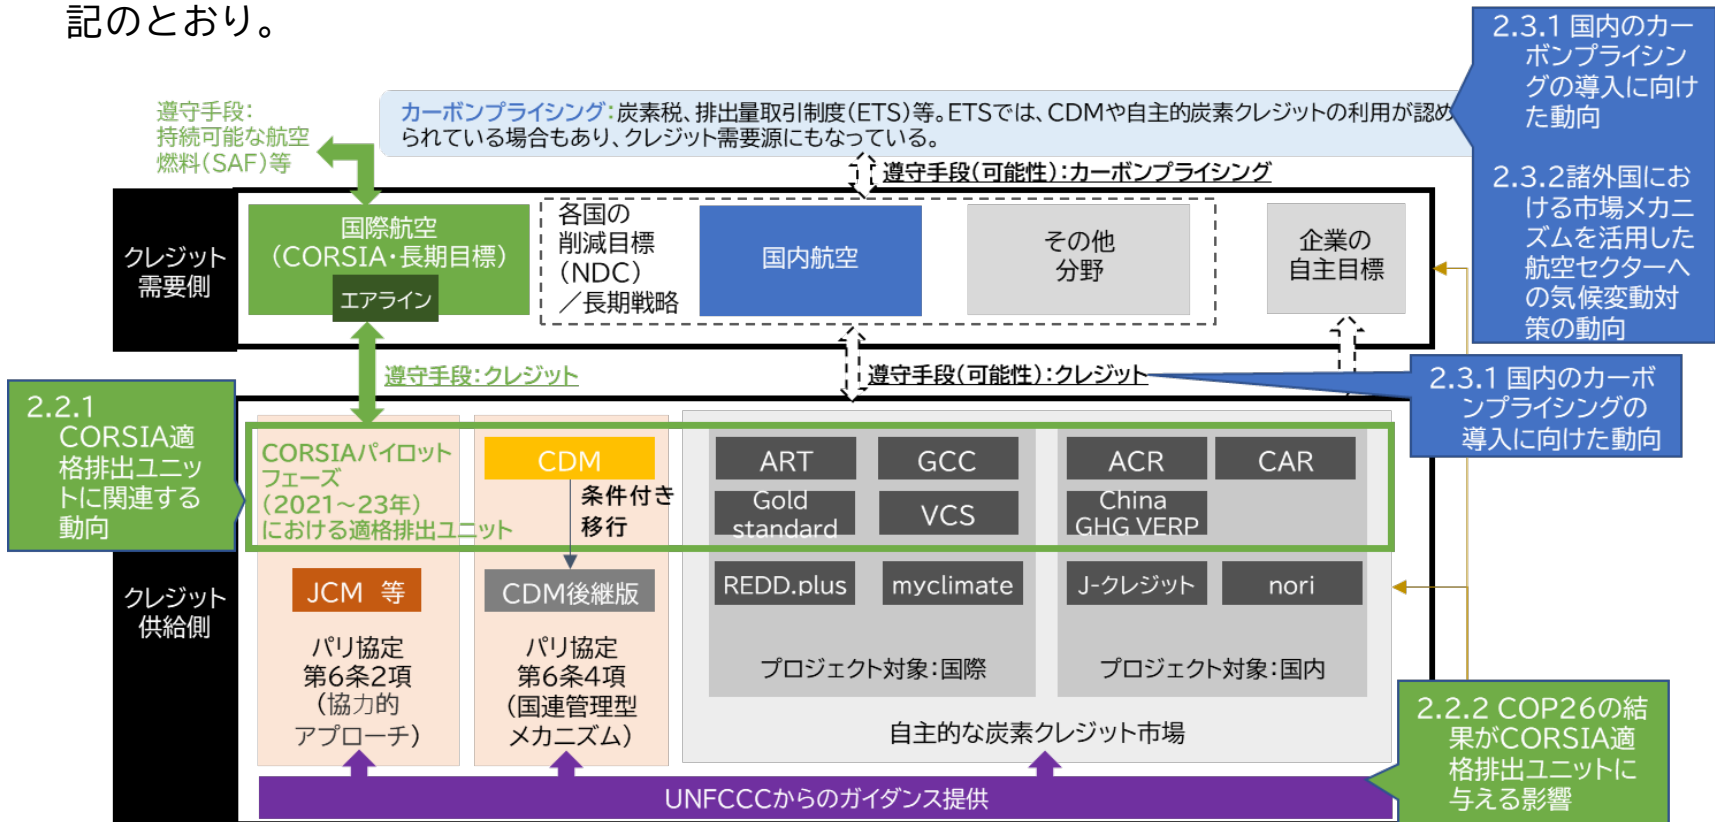 記のとおり。
2.3.1 国内のカー
ボンプライシン
グの導入に向け
た動向
2.3.2諸外国にお
ける市場メカニ
ズムを活用した
航空セクターへ
の気候変動対
策の動向
遵守手段：
持続可能な航空
燃料(SAF)等
カーボンプライシング：炭素税、排出量取引制度(ETS)等。ETSでは、CDMや自主的炭素クレジットの利用が認め
られている場合もあり、クレジット需要源にもなっている。
遵守手段(可能性)：カーボンプライシング
クレジット
需要側
国際航空
(CORSIA・長期目標)
エアライン
各国の
削減目標
(NDC)
／長期戦略
国内航空
その他
分野
企業の
自主目標
遵守手段：クレジット
遵守手段(可能性)：クレジット
2.3.1 国内のカーボ
ンプライシングの
導入に向けた動向
2.2.1
CORSIA適
格排出ユニッ
トに関連する
動向
クレジット
供給側
CORSIAパイロット
フェーズ
(2021～23年)
における適格排出ユニット
CDM
条件付き
移行
ART
GCC
ACR
CAR
Gold
standard
VCS
China
GHG VERP
JCM 等
CDM後継版
REDD.plus
myclimate
J-クレジット
nori
パリ協定
第6条2項
(協力的
アプローチ)
パリ協定
第6条4項
(国連管理型
メカニズム)
プロジェクト対象：国際
プロジェクト対象：国内
自主的な炭素クレジット市場
2.2.2 COP26の結
果がCORSIA適
格排出ユニットに
与える影響
UNFCCCからのガイダンス提供